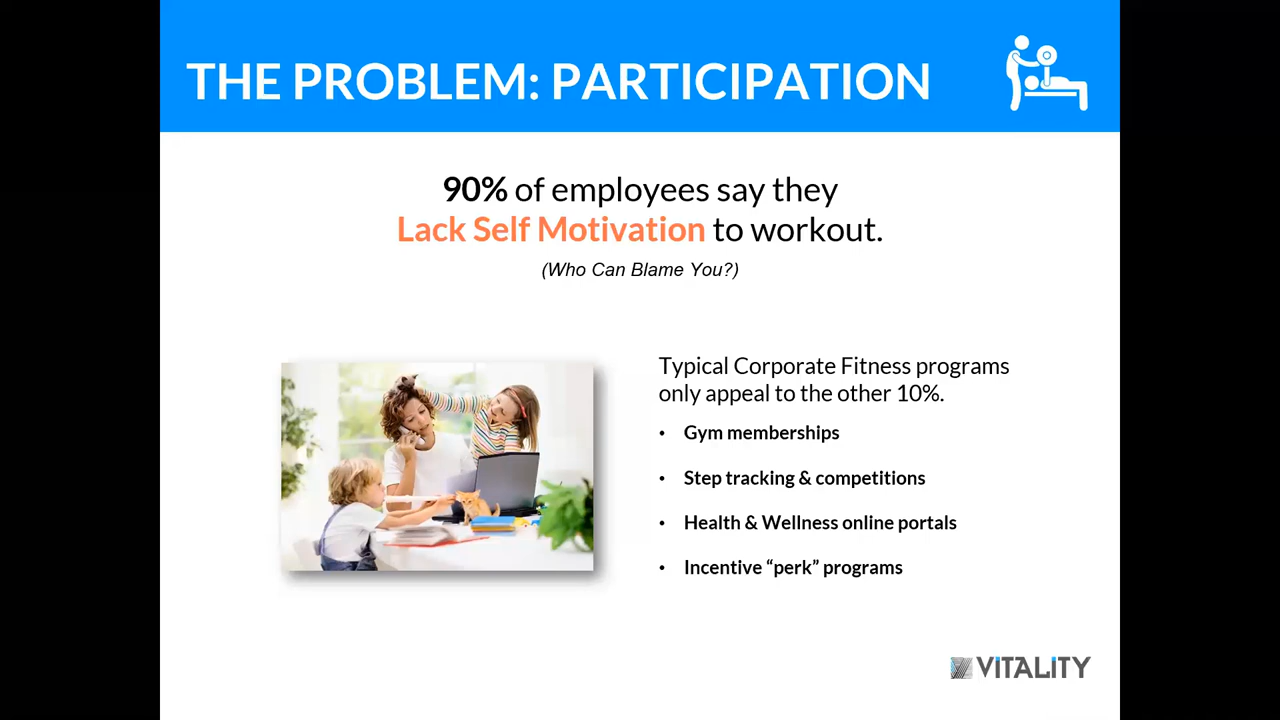 THE PROBLEM: PARTICIPATION
90% of employees say they
Lack Self Motivation to workout.
(Who Can Blame You?)
Typical Corporate Fitness programs
only appeal to the other 10%.
• Gym memberships
• Step tracking & competitions
• Health & Wellness online portals
• Incentive “perk” programs
VITALITY